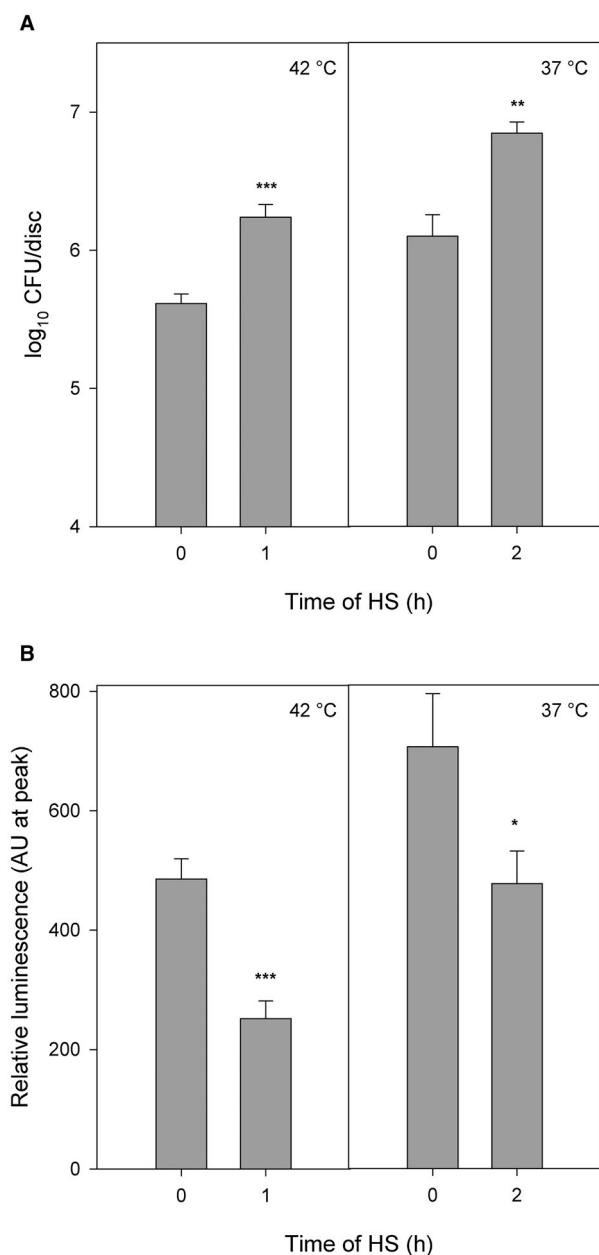 A
42 °C
37 °C
7
6
5
4
log10 CFU/disc
***
**
0
1
0
2
Time of HS (h)
B
42 °C
37 °C
800
600
400
200
0
Relative luminescence (AU at peak)
***
*
0
1
0
2
Time of HS (h)